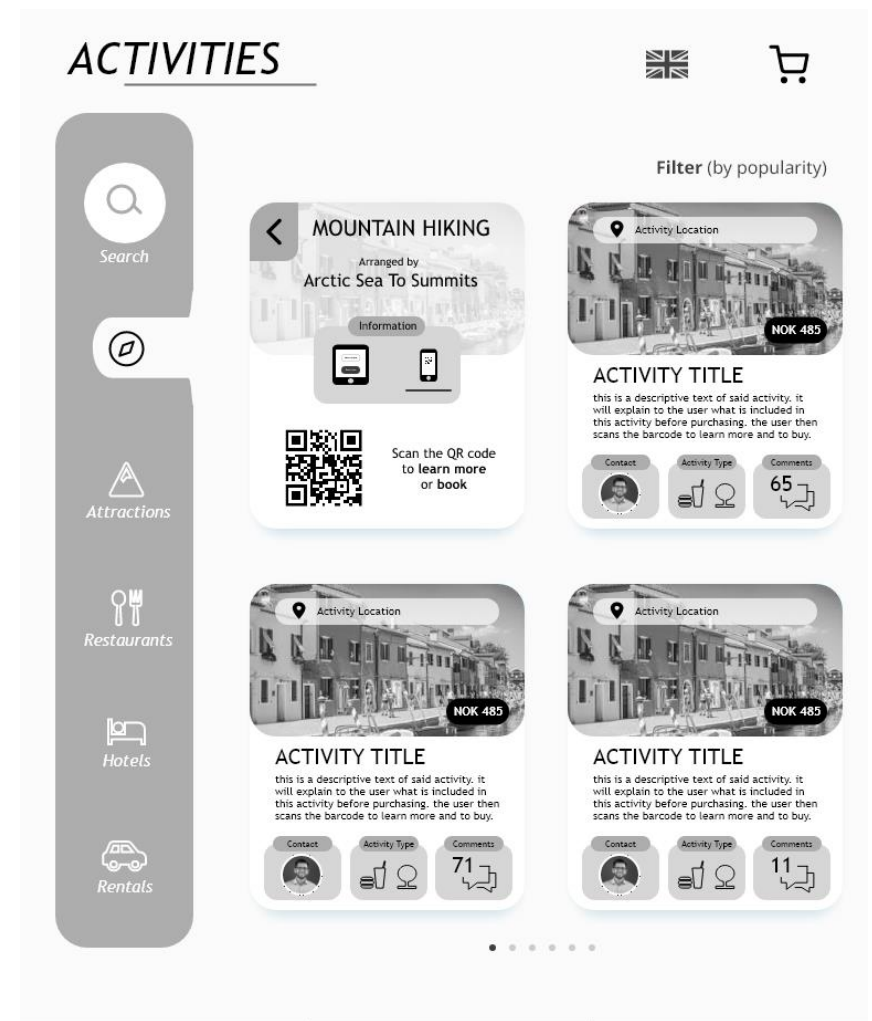 ACTIVITIES
Filter (by popularity)
Search
Attractions
Restaurants
Hotels
Rentals
MOUNTAIN HIKING
Arranged by
Arctic Sea To Summits
Information
Scan the QR code
to learn more
or book
Activity Location
NOK 485
ACTIVITY TITLE
this is a descriptive text of said activity. it
will explain to the user what is included in
this activity before purchasing. the user then
scans the barcode to learn more and to buy.
Contact
Activity Type
Comments
65
Activity Location
NOK 485
ACTIVITY TITLE
this is a descriptive text of said activity. it
will explain to the user what is included in
this activity before purchasing. the user then
scans the barcode to learn more and to buy.
Contact
Activity Type
Comments
71
Activity Location
NOK 485
ACTIVITY TITLE
this is a descriptive text of said activity. it
will explain to the user what is included in
this activity before purchasing. the user then
scans the barcode to learn more and to buy.
Contact
Activity Type
Comments
11